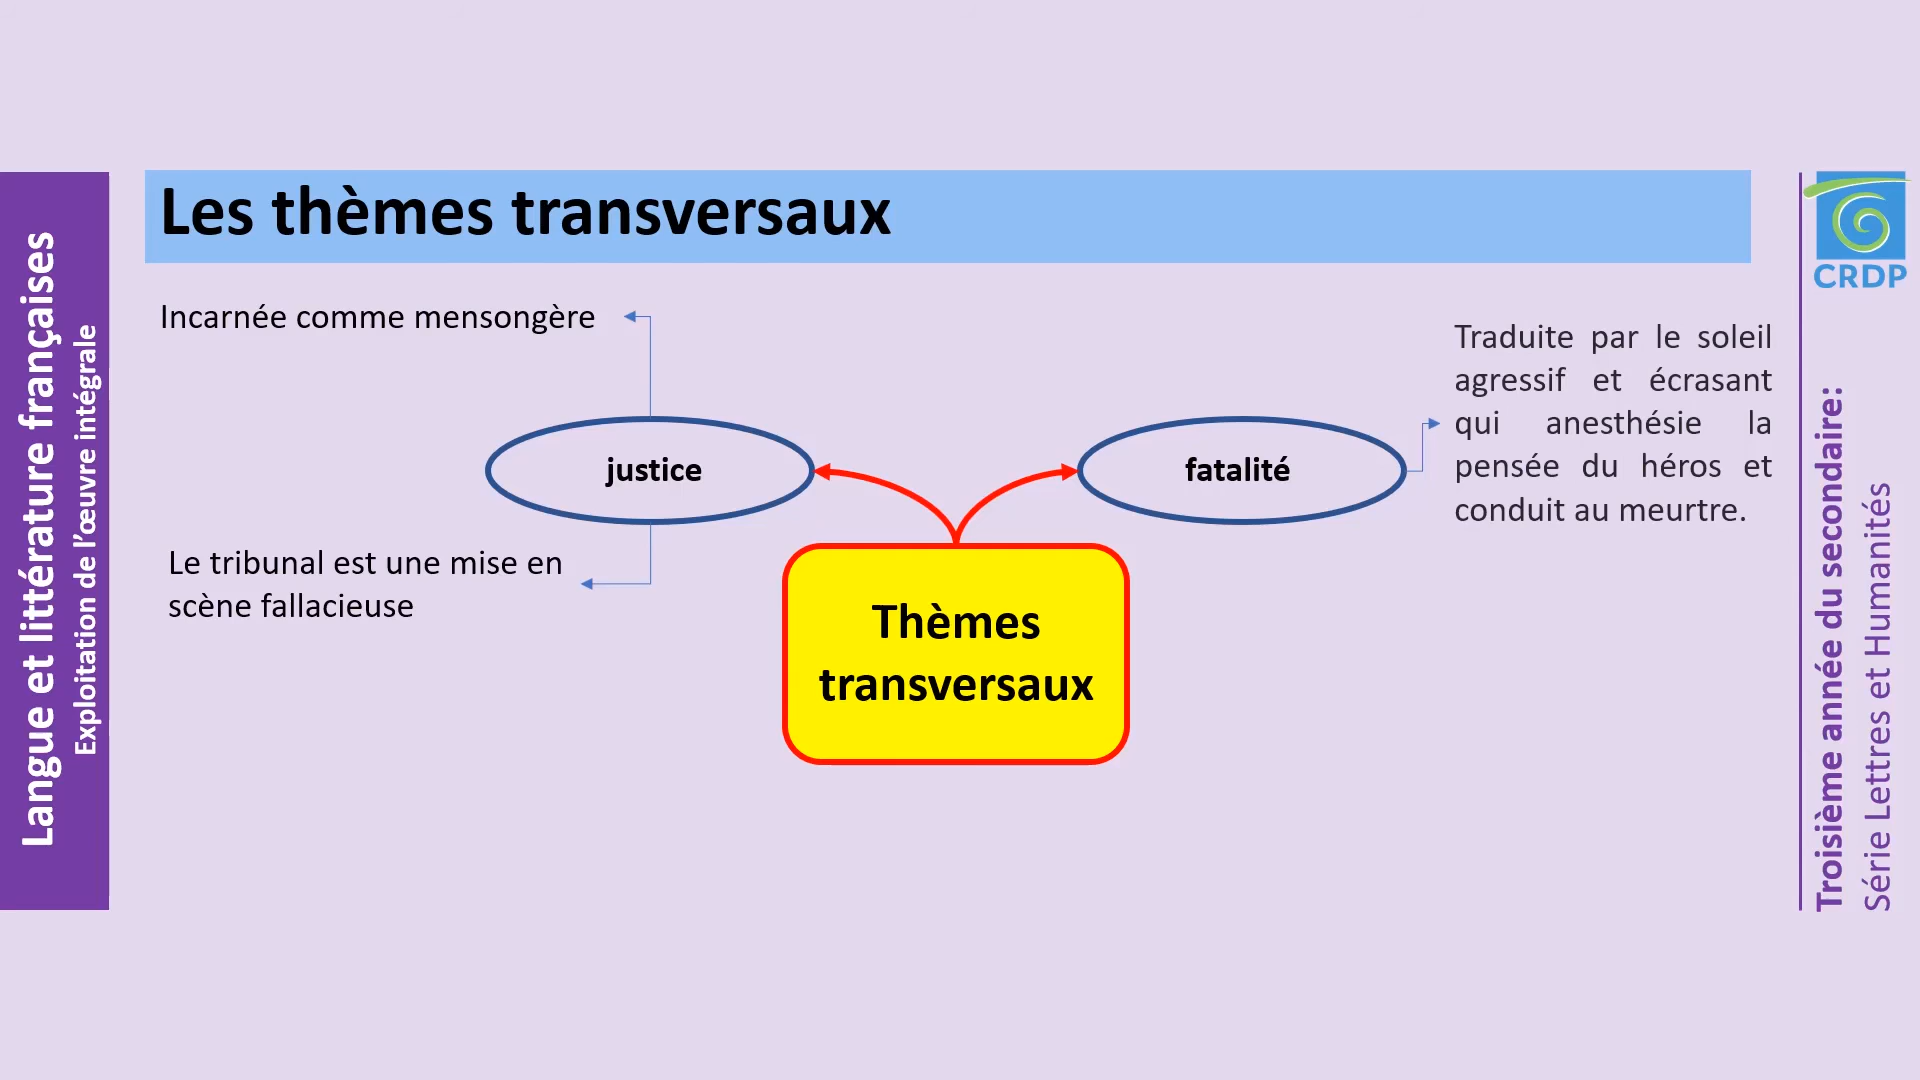 Les thèmes transversaux
Incarnée comme mensongère
justice
Le tribunal est une mise en
scène fallacieuse
fatalité
Traduite par le soleil
agressif et écrasant
qui anesthésie la
pensée du héros et
conduit au meurtre.
Thèmes
transversaux
Langue et littérature françaises
Exploitation de l'œuvre intégrale
CRDP
Troisième année du secondaire:
Série Lettres et Humanités